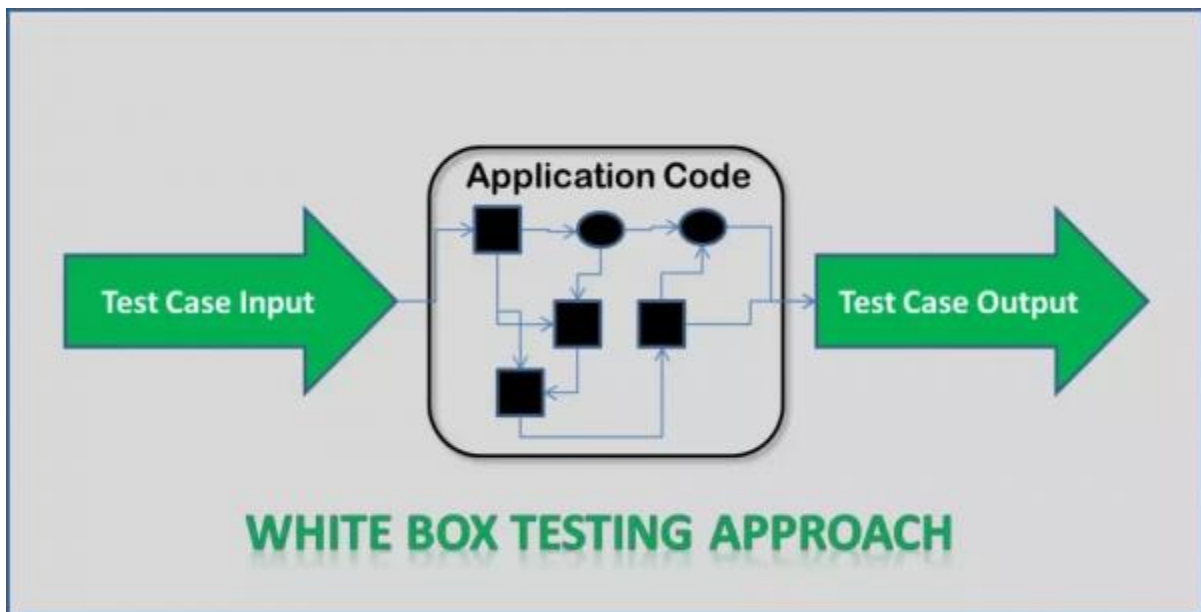 Application Code
Test Case Input
Test Case Output
WHITE BOX TESTING APPROACH